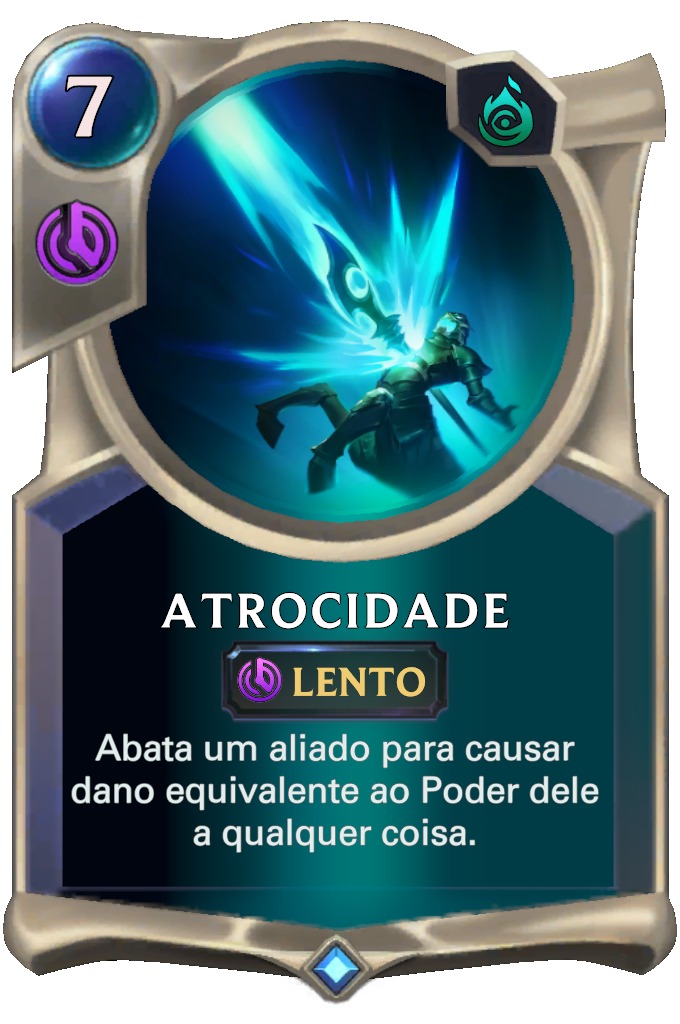 7
ATROCIDADE
LENTO
Abata um aliado para causar
dano equivalente ao Poder dele
a qualquer coisa.